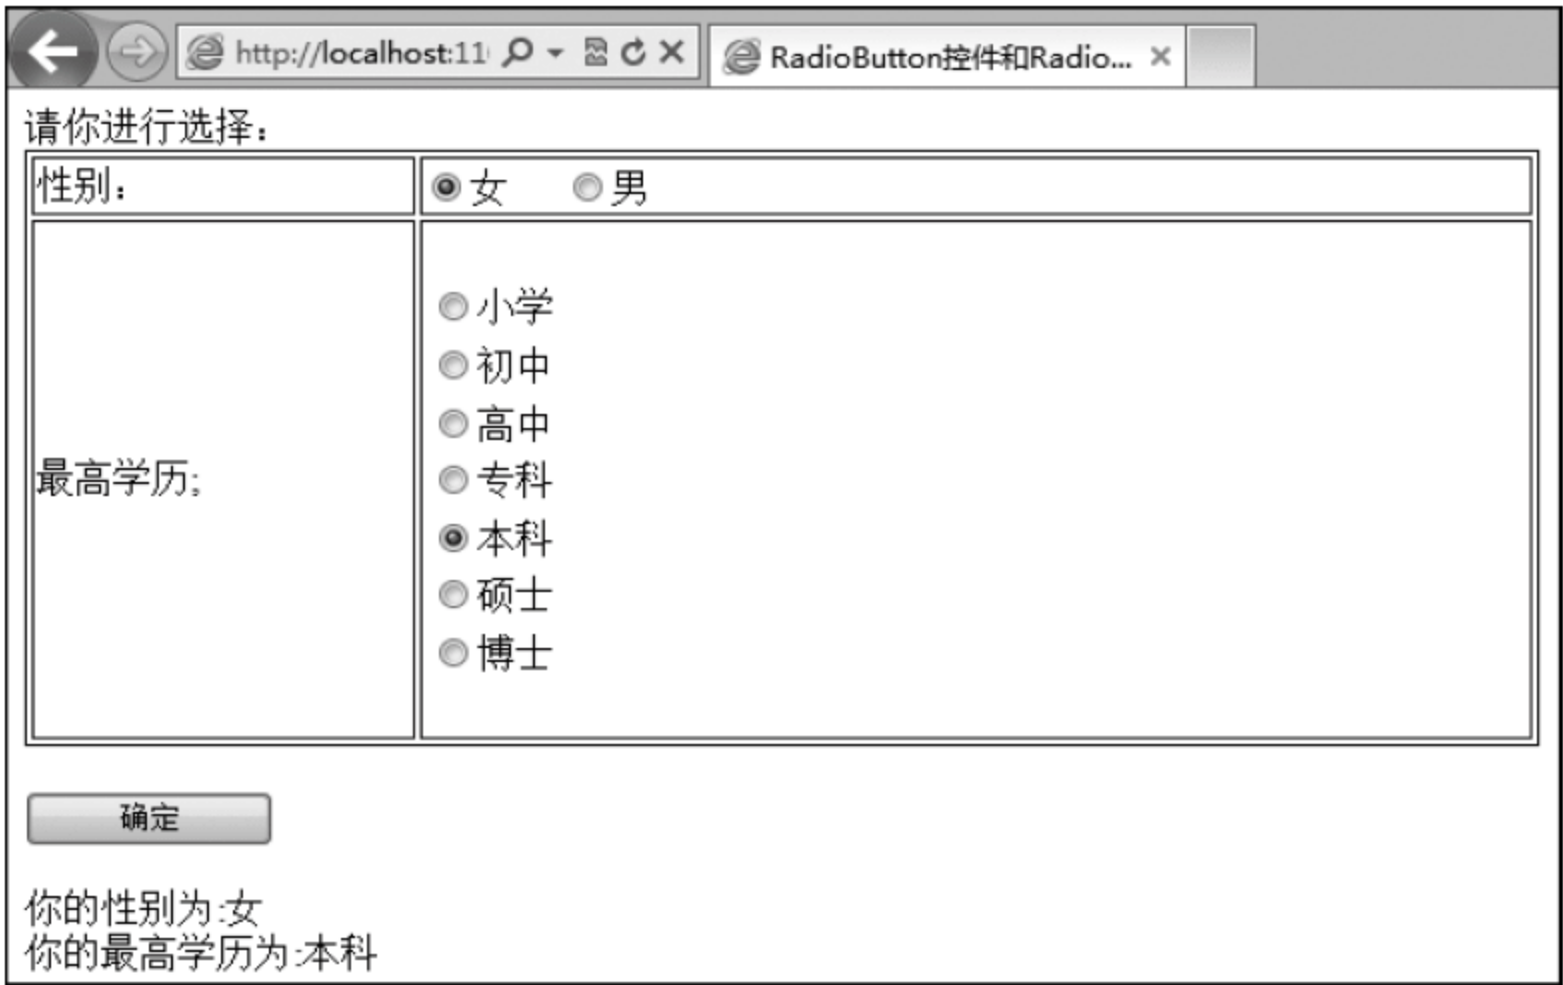 http://localhost:11
RadioButton控件和Radio...
请你进行选择：
性别：
女 男
小学
初中
高中
最高学历;
专科
本科
硕士
博士
确定
你的性别为:女
你的最高学历为:本科